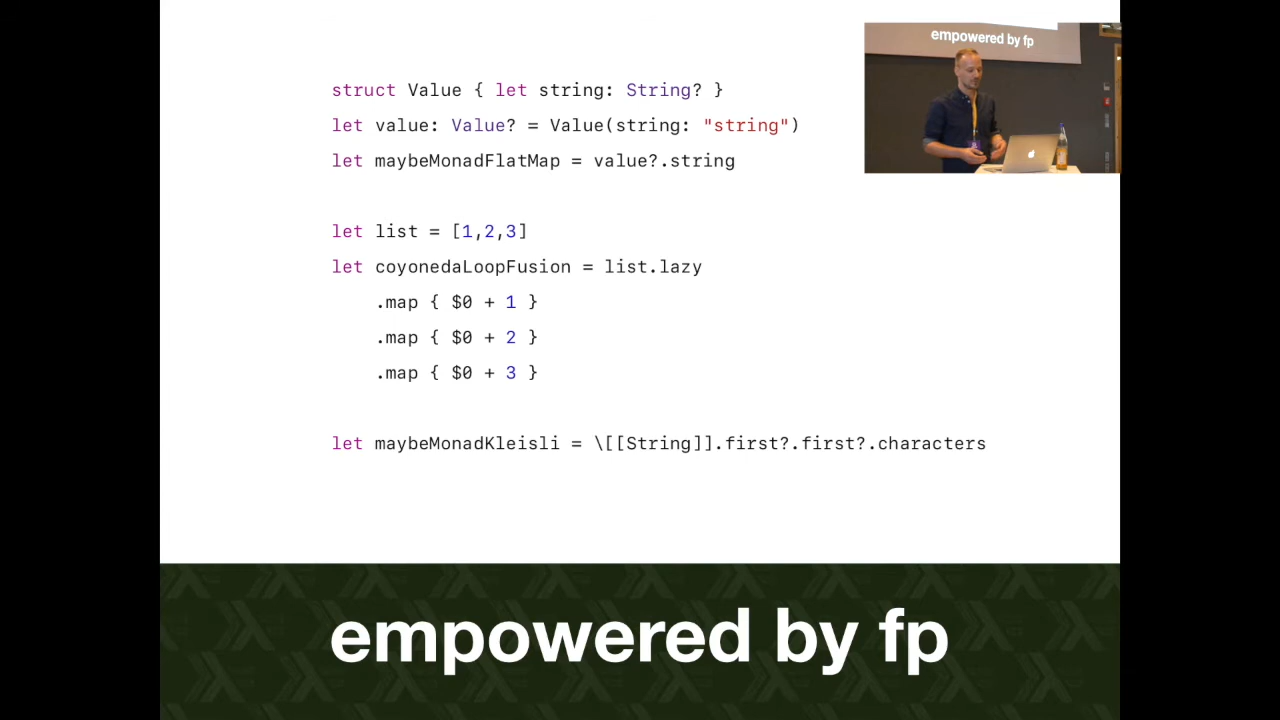 struct Value { let string: String? }
let value: Value? = Value(string: "string")
let maybeMonadFlatMap = value?.string
let list = [1,2,3]
let coyonedaLoopFusion = list.lazy
.map { $0 + 1 }
.map { $0 + 2 }
.map { $0 + 3 }
let maybeMonadKleisli = \[[String]].first?.first?.characters
empowered by fp
empowered by fp